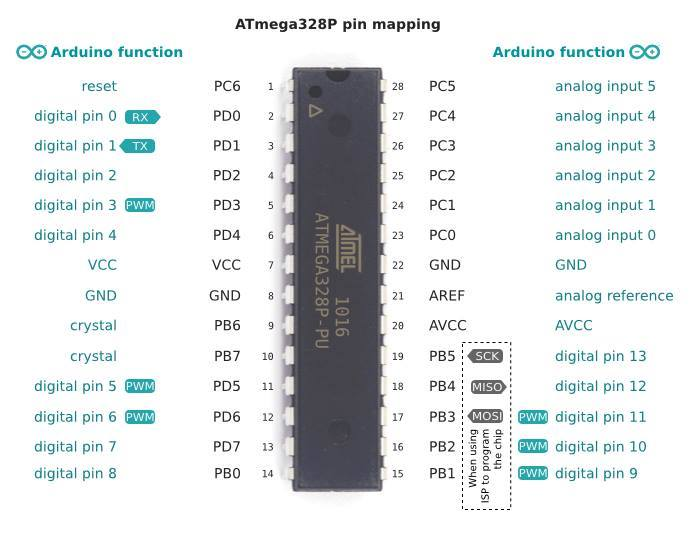 ATmega328P pin mapping
Arduino function Arduino function
reset PC6 1 28 PC5 analog input 5
digital pin 0 RX PD0 2 27 PC4 analog input 4
digital pin 1 TX PD1 3 26 PC3 analog input 3
digital pin 2 PD2 4 25 PC2 analog input 2
digital pin 3 PWM PD3 5 24 PC1 analog input 1
digital pin 4 PD4 6 23 PC0 analog input 0
VCC VCC 7 22 GND GND
GND GND 8 21 AREF analog reference
crystal PB6 9 20 AVCC AVCC
crystal PB7 10 19 PB5 SCK digital pin 13
digital pin 5 PWM PD5 11 18 PB4 MISO digital pin 12
digital pin 6 PWM PD6 12 17 PB3 MOSI PWM digital pin 11
digital pin 7 PD7 13 16 PB2 PWM digital pin 10
digital pin 8 PB0 14 15 PB1 PWM digital pin 9
When using
ISP to program
the chip
ATMEL 1016
ATMEGA328P-PU